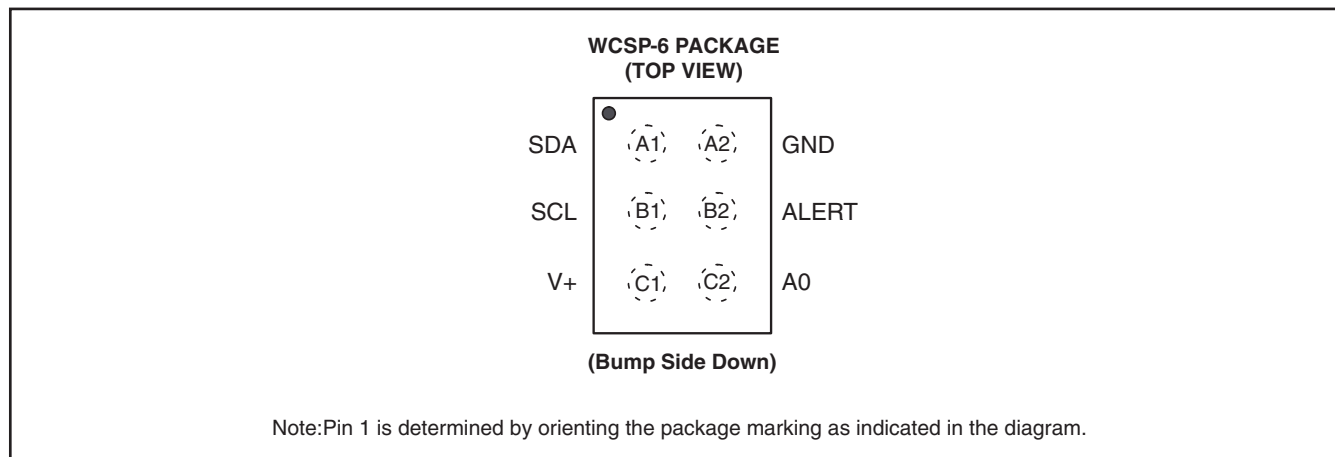 WCSP-6 PACKAGE
(TOP VIEW)
SDA A1 A2 GND
SCL B1 B2 ALERT
V+ C1 C2 A0
(Bump Side Down)
Note:Pin 1 is determined by orienting the package marking as indicated in the diagram.